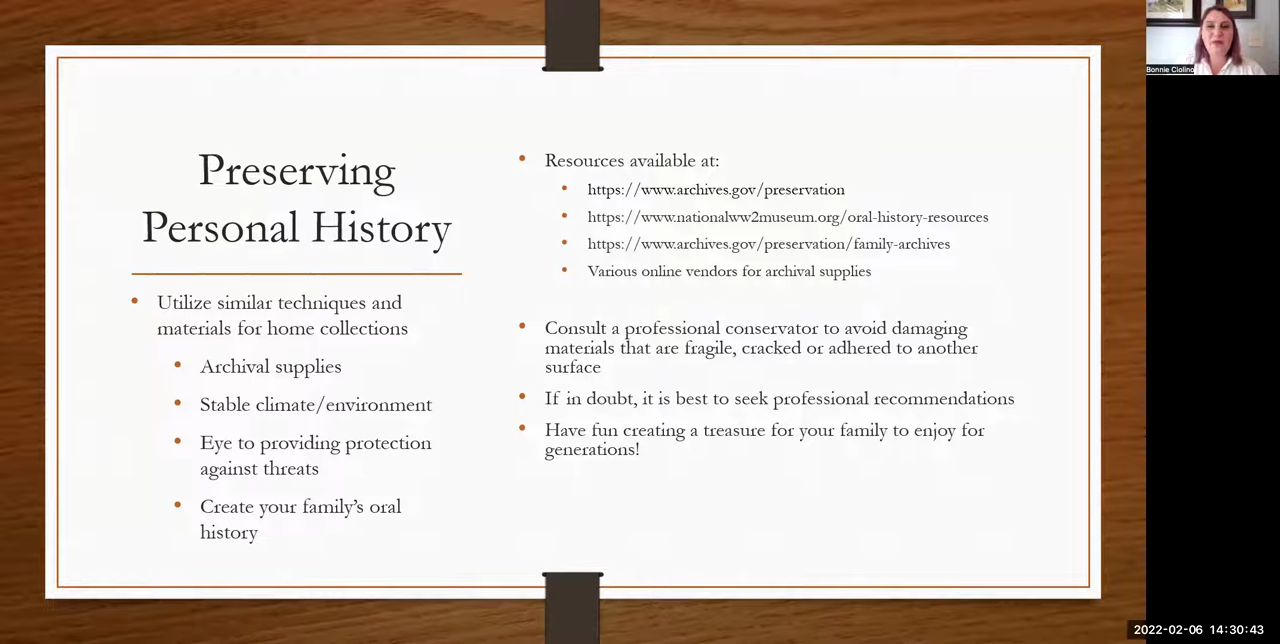 Preserving
Personal History
• Utilize similar techniques and
materials for home collections
• Archival supplies
• Stable climate/environment
• Eye to providing protection
against threats
• Create your family’s oral
history
• Resources available at:
• https://www.archives.gov/preservation
• https://www.nationalww2museum.org/oral-history-resources
• https://www.archives.gov/preservation/family-archives
• Various online vendors for archival supplies
• Consult a professional conservator to avoid damaging
materials that are fragile, cracked or adhered to another
surface
• If in doubt, it is best to seek professional recommendations
• Have fun creating a treasure for your family to enjoy for
generations!
Bonnie Ciolino
2022-02-06 14:30:43